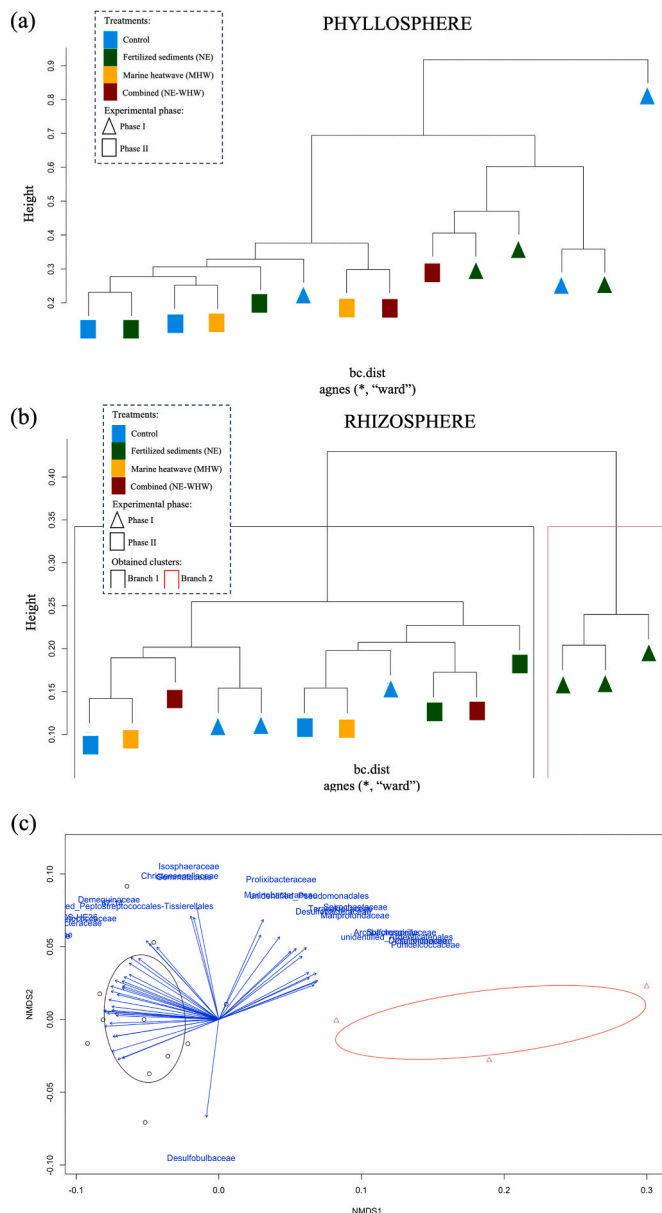 (a)
PHYLLOSPHERE
Treatments:
Control
Fertilized sediments (NE)
Marine heatwave (MHW)
Combined (NE-WHW)
Experimental phase:
Phase I
Phase II
Height
0.9
0.8
0.7
0.6
0.5
0.4
0.3
0.2
bc.dist
agnes (*, “ward”)
(b)
RHIZOSPHERE
Treatments:
Control
Fertilized sediments (NE)
Marine heatwave (MHW)
Combined (NE-WHW)
Experimental phase:
Phase I
Phase II
Obtained clusters:
Branch 1
Branch 2
Height
0.40
0.35
0.30
0.25
0.20
0.15
0.10
bc.dist
agnes (*, “ward”)
(c)
NMDS2
0.10
0.05
0.00
-0.05
-0.10
Isosphaeraceae
Prolixibacteraceae
Demequinaceae
ed_Peptostreptococcales-Tissierellales
Spirochaetaceae
Mariprofundaceae
Puniceicoccaceae
Desulfobulbaceae
-0.1
0.0
0.1
0.2
0.3
NMDS1